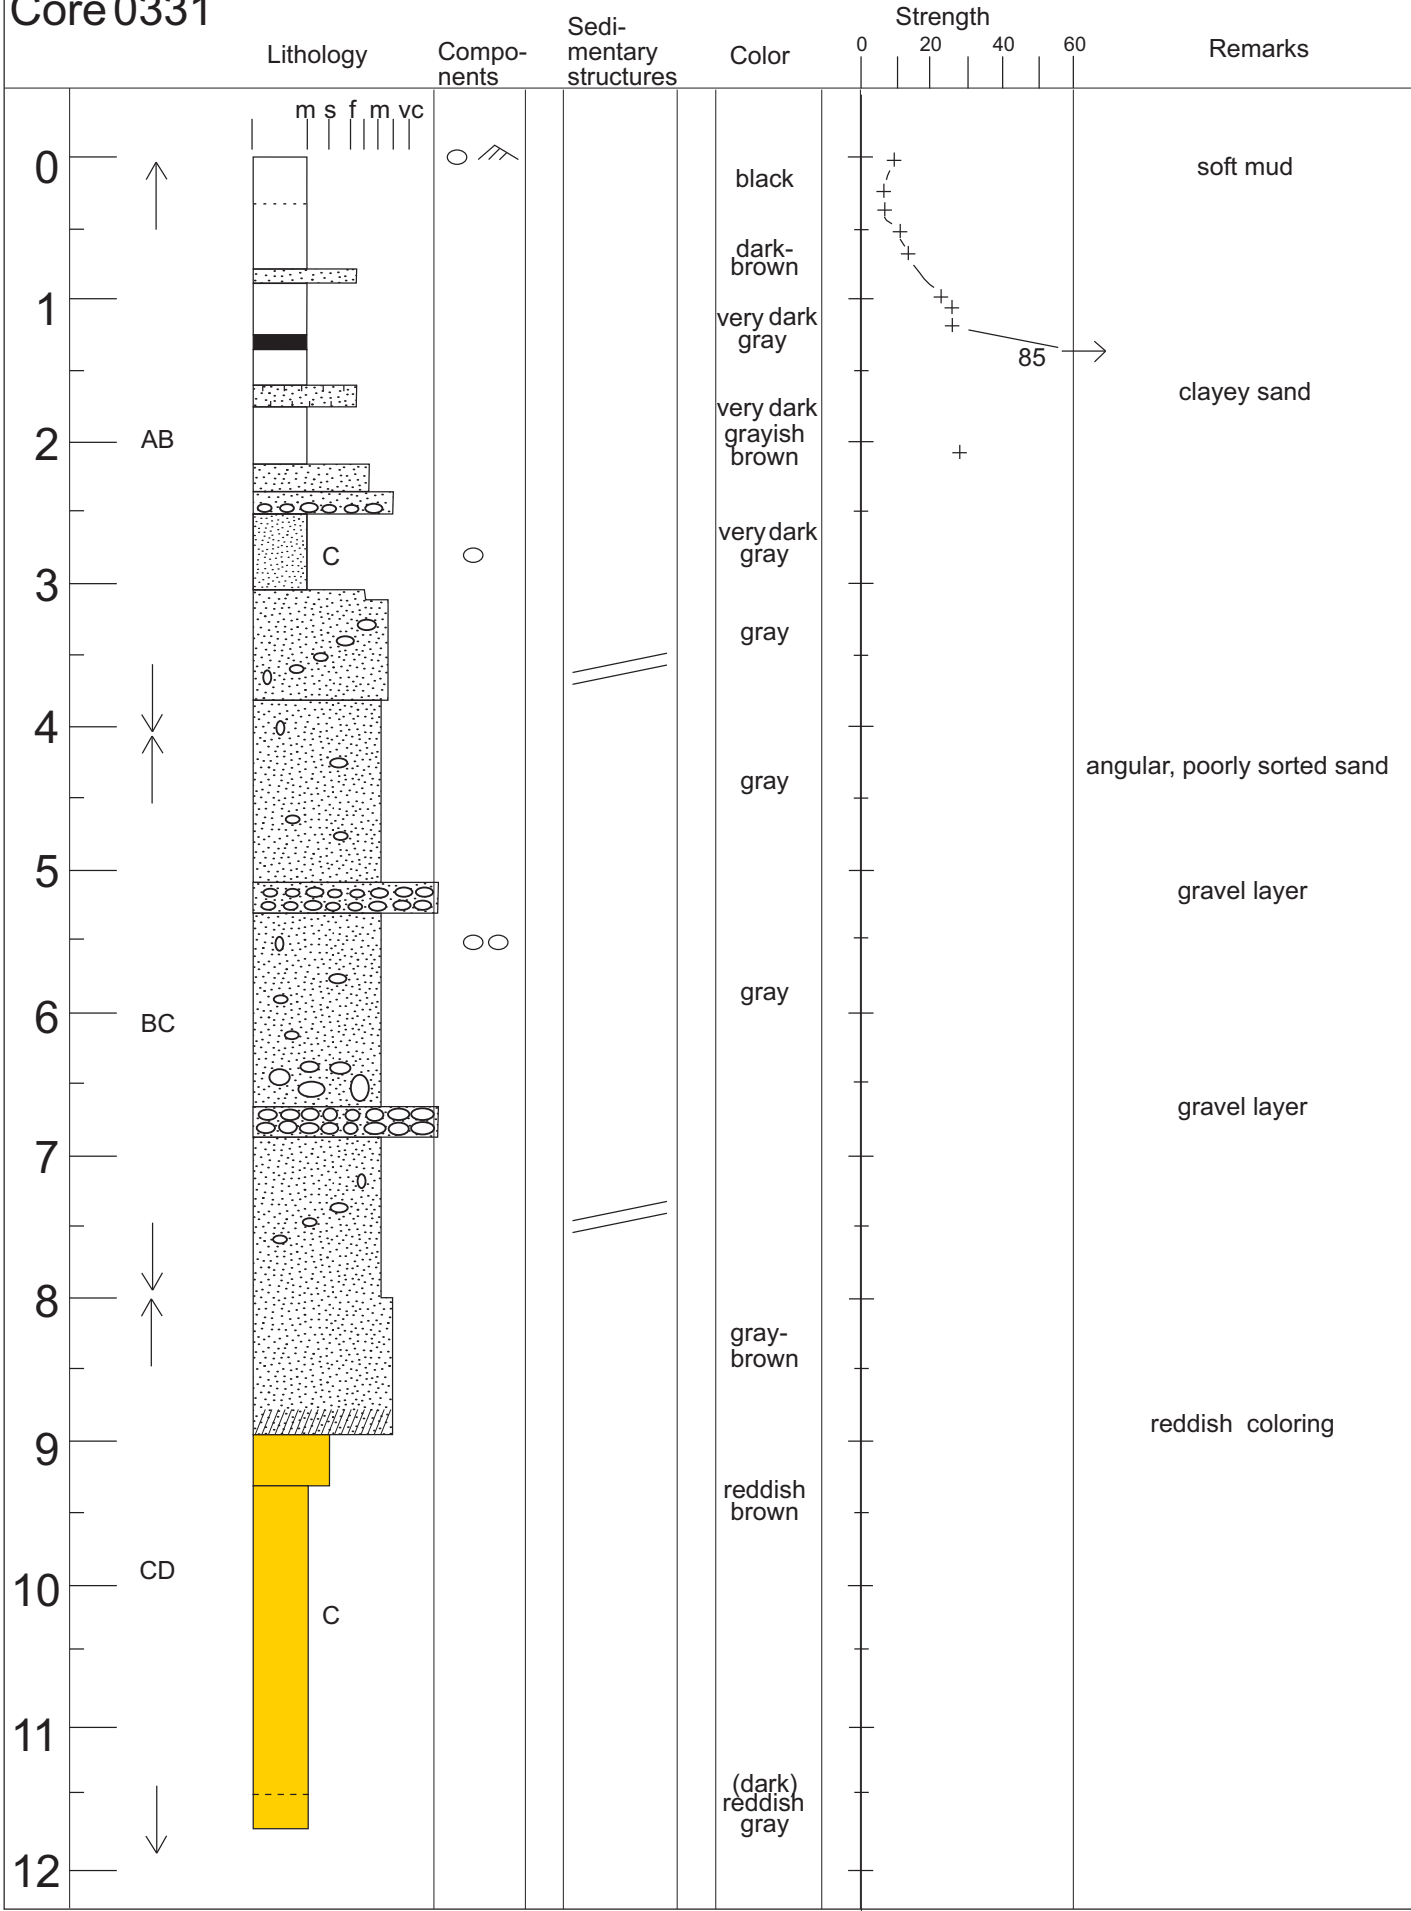 Core 0331
Lithology
Compo-
nents
Sedi-
mentary
structures
Color
Strength
0 20 40 60
Remarks
m s f m vc
0
black
soft mud
dark-
brown
1
very dark
gray
85
clayey sand
very dark
grayish
brown
AB
2
very dark
gray
C
3
gray
4
gray
angular, poorly sorted sand
5
gravel layer
gray
6
BC
gravel layer
7
8
gray-
brown
reddish coloring
9
reddish
brown
CD
10
C
11
(dark)
reddish
gray
12